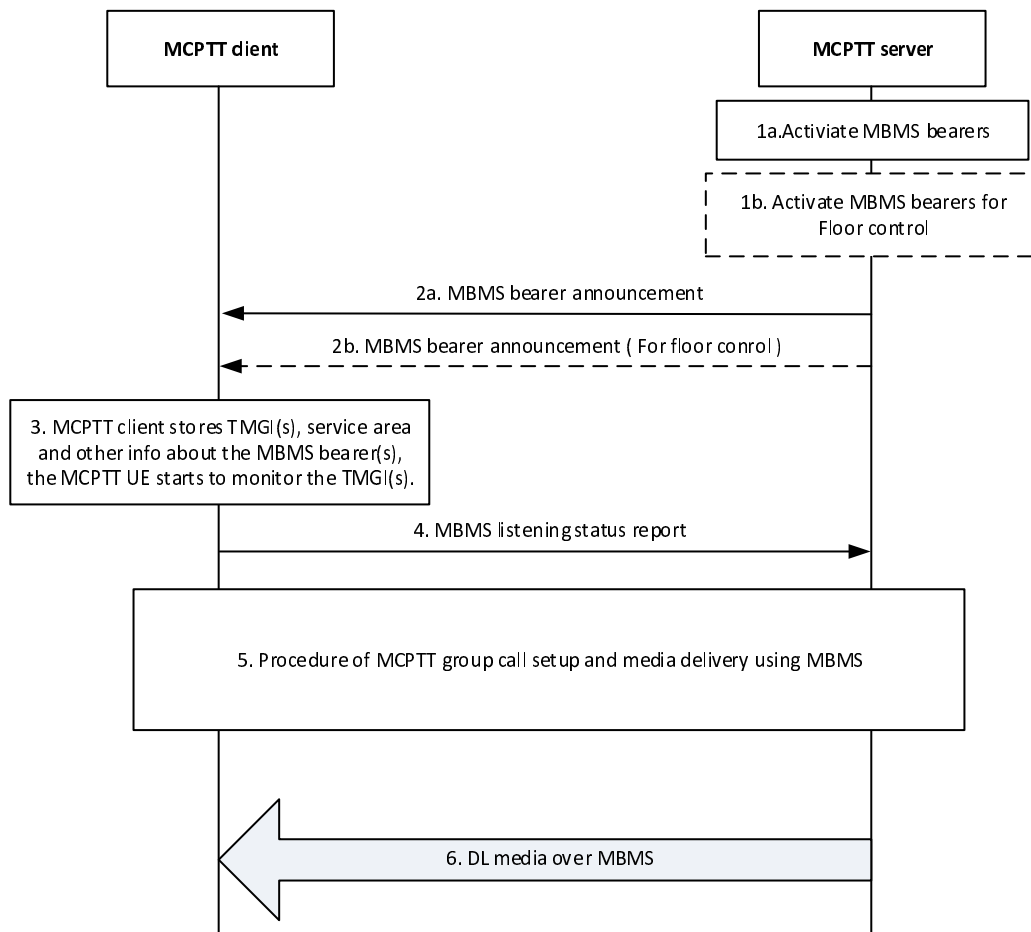 MCPTT client
MCPTT server
1a.Activiate MBMS bearers
1b. Activate MBMS bearers for
Floor control
2a. MBMS bearer announcement
2b. MBMS bearer announcement ( For floor conrol )
3. MCPTT client stores TMGI(s), service area
and other info about the MBMS bearer(s),
the MCPTT UE starts to monitor the TMGI(s).
4. MBMS listening status report
5. Procedure of MCPTT group call setup and media delivery using MBMS
6. DL media over MBMS